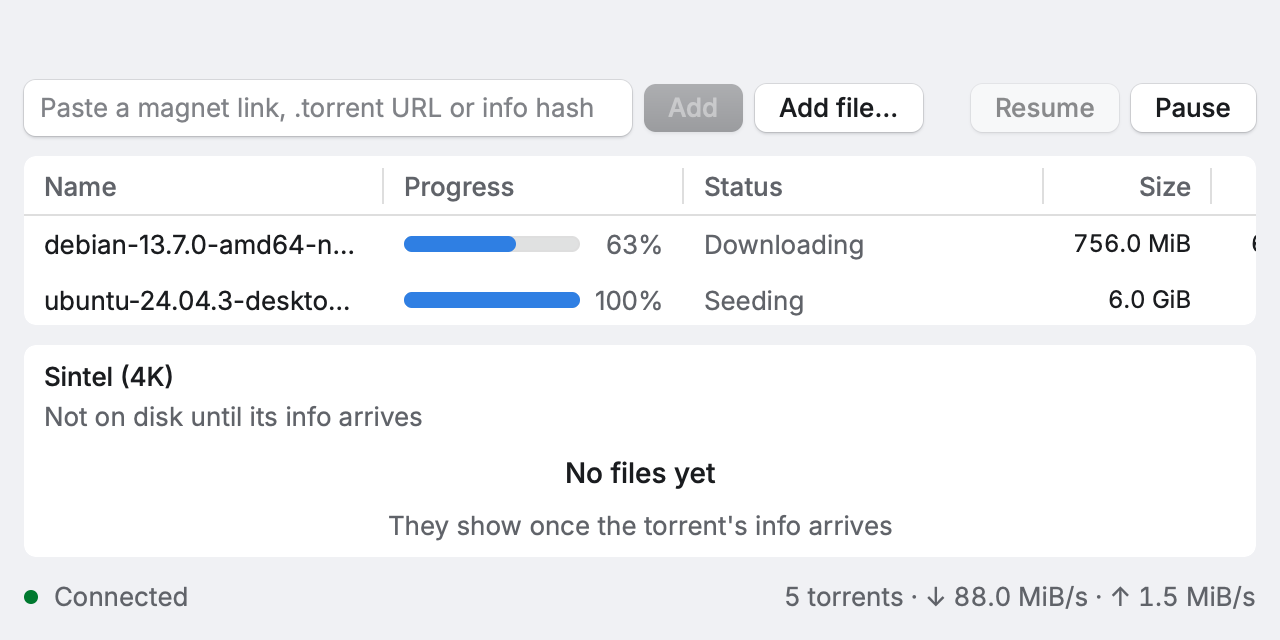 Paste a magnet link, .torrent URL or info hash Add Add file... Resume Pause
Name Progress Status Size
debian-13.7.0-amd64-n... 63% Downloading 756.0 MiB
ubuntu-24.04.3-deskto... 100% Seeding 6.0 GiB
Sintel (4K)
Not on disk until its info arrives
No files yet
They show once the torrent's info arrives
Connected 5 torrents · ↓ 88.0 MiB/s · ↑ 1.5 MiB/s